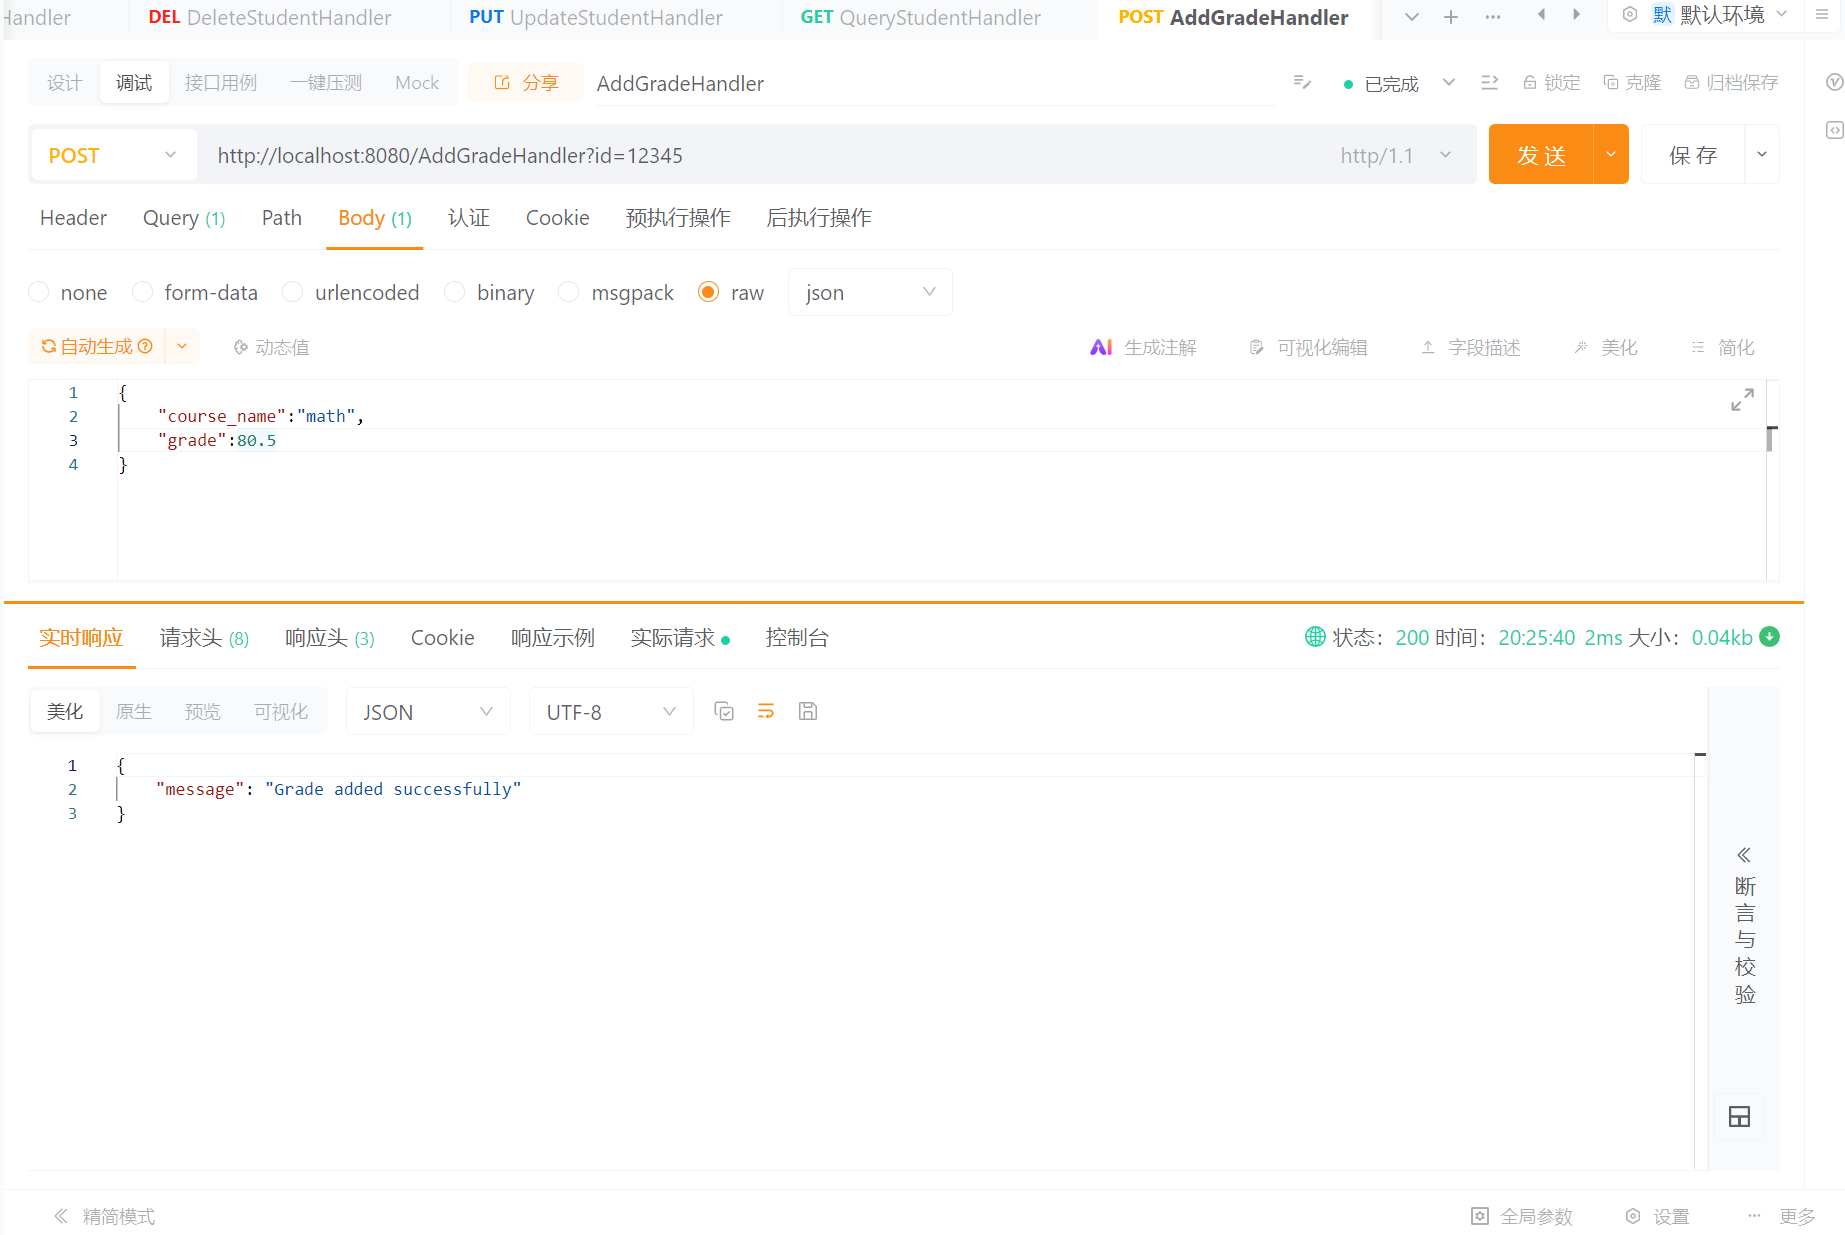 Handler DEL DeleteStudentHandler PUT UpdateStudentHandler GET QueryStudentHandler POST AddGradeHandler 默 默认环境
设计 调试 接口用例 一键压测 Mock 分享 AddGradeHandler 已完成 锁定 克隆 归档保存
POST http://localhost:8080/AddGradeHandler?id=12345 http/1.1 发送 保存
Header Query (1) Path Body (1) 认证 Cookie 预执行操作 后执行操作
none form-data urlencoded binary msgpack raw json
自动生成 动态值 AI 生成注解 可视化编辑 字段描述 美化 简化
1 {
2 "course_name":"math",
3 "grade":80.5
4 }
实时响应 请求头 (8) 响应头 (3) Cookie 响应示例 实际请求 控制台 状态: 200 时间: 20:25:40 2ms 大小: 0.04kb
美化 原生 预览 可视化 JSON UTF-8
1 {
2 "message": "Grade added successfully"
3 }
断言与校验
精简模式 全局参数 设置 更多